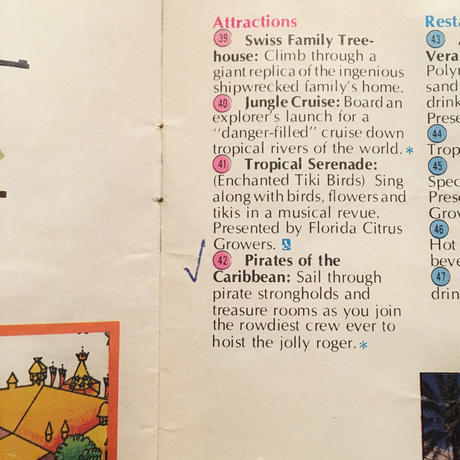 Attractions
39 Swiss Family Tree-
house: Climb through a
giant replica of the ingenious
shipwrecked family's home.
40 Jungle Cruise: Board an
explorer's launch for a
"danger-filled" cruise down
tropical rivers of the world. *
41 Tropical Serenade:
(Enchanted Tiki Birds) Sing
along with birds, flowers and
tikis in a musical revue.
Presented by Florida Citrus
Growers.
42 Pirates of the
Caribbean: Sail through
pirate strongholds and
treasure rooms as you join
the rowdiest crew ever to
hoist the jolly roger. *
Resta
43
Vera
Polyn
sand
drink
Prese
44
Trop
45
Spec
Prese
Grov
46
Hot
beve
47
drin